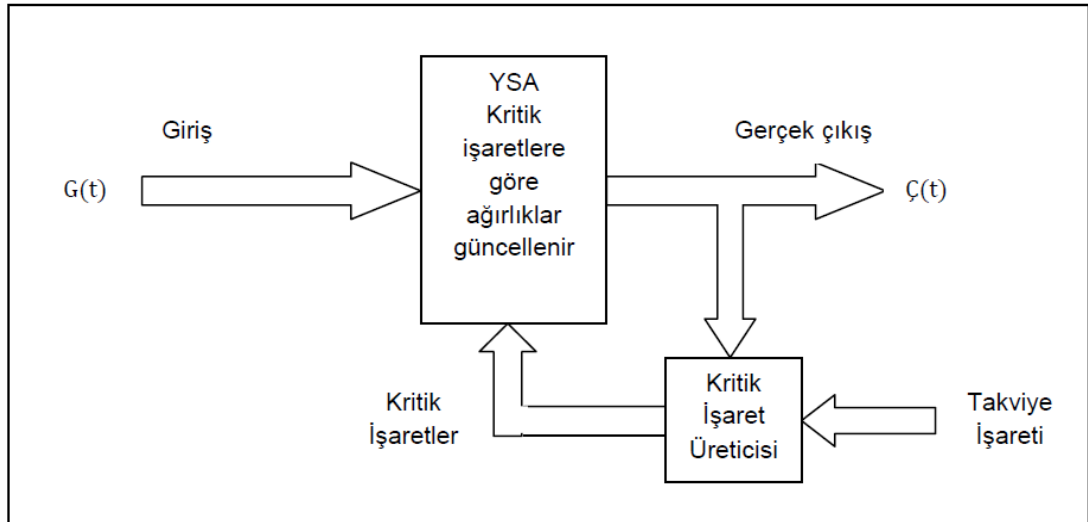 YSA
Kritik
işaretlere
göre
ağırlıklar
güncellenir
Giriş
G(t)
Gerçek çıkış
Ç(t)
Kritik
İşaretler
Kritik
İşaret
Üreticisi
Takviye
İşareti